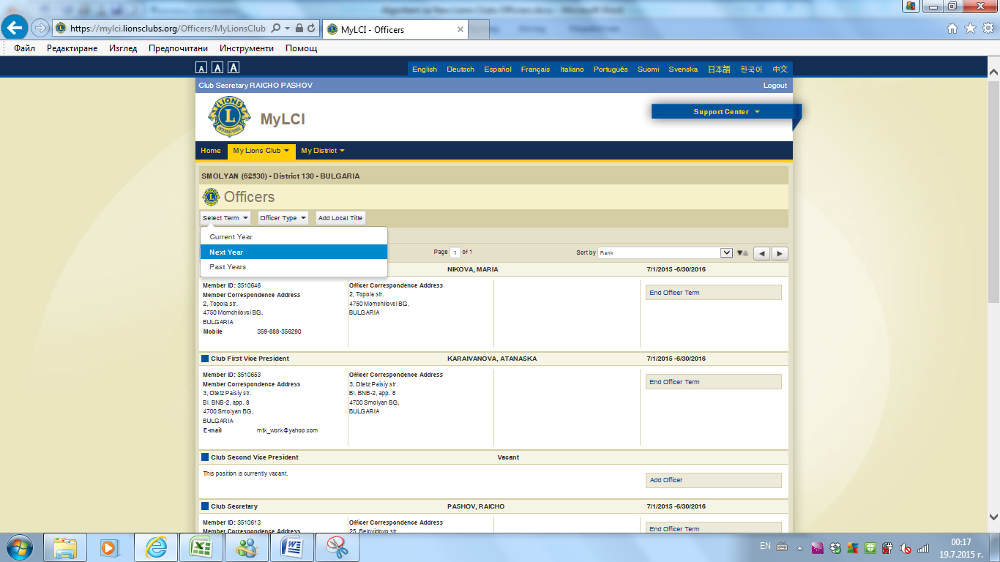 https://mylci.lionsclubs.org/Officers/MyLionsClub
MyLCI - Officers
Файл Редактиране Изглед Предпочитани Инструменти Помощ
A A A
English Deutsch Español Français Italiano Português Suomi Svenska 日本語 한국어 中文
Club Secretary RAICHO PASHOV Logout
LIONS
L
INTERNATIONAL
MyLCI
Support Center
Home My Lions Club My District
SMOLYAN (62530) - District 130 - BULGARIA
Officers
Select Term Officer Type Add Local Title
Current Year
Next Year
Past Years
Page 1 of 1 Sort by Rank
NIKOVA, MARIA 7/1/2015 -6/30/2016
Member ID: 3510646
Member Correspondence Address
2, Topola str.
4750 Momchilovci BG,
BULGARIA
Mobile 359-888-356290
Officer Correspondence Address
2, Topola str.
4750 Momchilovci BG,
BULGARIA
End Officer Term
Club First Vice President KARAIVANOVA, ATANASKA 7/1/2015 -6/30/2016
Member ID: 3510653
Member Correspondence Address
3, Otetz Paisiy str.
Bl. BNB-2, app. 8
4700 Smolyan BG,
BULGARIA
E-mail mtk_work@yahoo.com
Officer Correspondence Address
3, Otetz Paisiy str.
Bl. BNB-2, app. 8
4700 Smolyan BG,
BULGARIA
End Officer Term
Club Second Vice President Vacant
This position is currently vacant.
Add Officer
Club Secretary PASHOV, RAICHO 7/1/2015 -6/30/2016
Member ID: 3510613
Member Correspondence Address
Officer Correspondence Address
25, Belovidovo str.
End Officer Term
EN
00:17
19.7.2015 г.